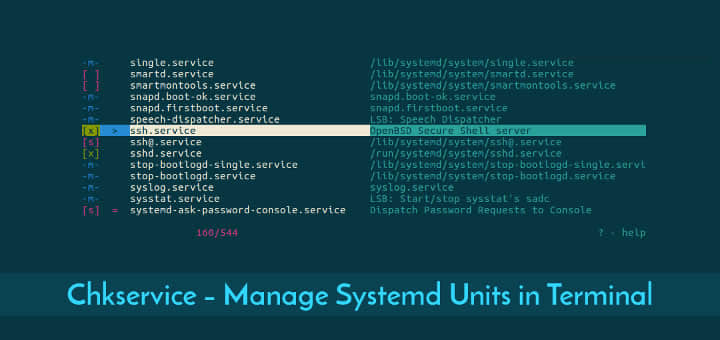 -m- single.service /lib/systemd/system/single.service
[ ] smartd.service /lib/systemd/system/smartd.service
[ ] smartmontools.service /lib/systemd/system/smartmontools.service
-m- snapd.boot-ok.service snapd.boot-ok.service
-m- snapd.firstboot.service snapd.firstboot.service
-m- speech-dispatcher.service LSB: Speech Dispatcher
[x] > ssh.service OpenBSD Secure Shell server
[s] ssh@.service /lib/systemd/system/ssh@.service
[x] sshd.service /run/systemd/system/sshd.service
-m- stop-bootlogd-single.service /lib/systemd/system/stop-bootlogd-single.servi
-m- stop-bootlogd.service /lib/systemd/system/stop-bootlogd.service
-m- syslog.service syslog.service
-m- sysstat.service LSB: Start/stop sysstat's sadc
[s] = systemd-ask-password-console.service Dispatch Password Requests to Console
160/544 ? - help
Chkservice – Manage Systemd Units in Terminal